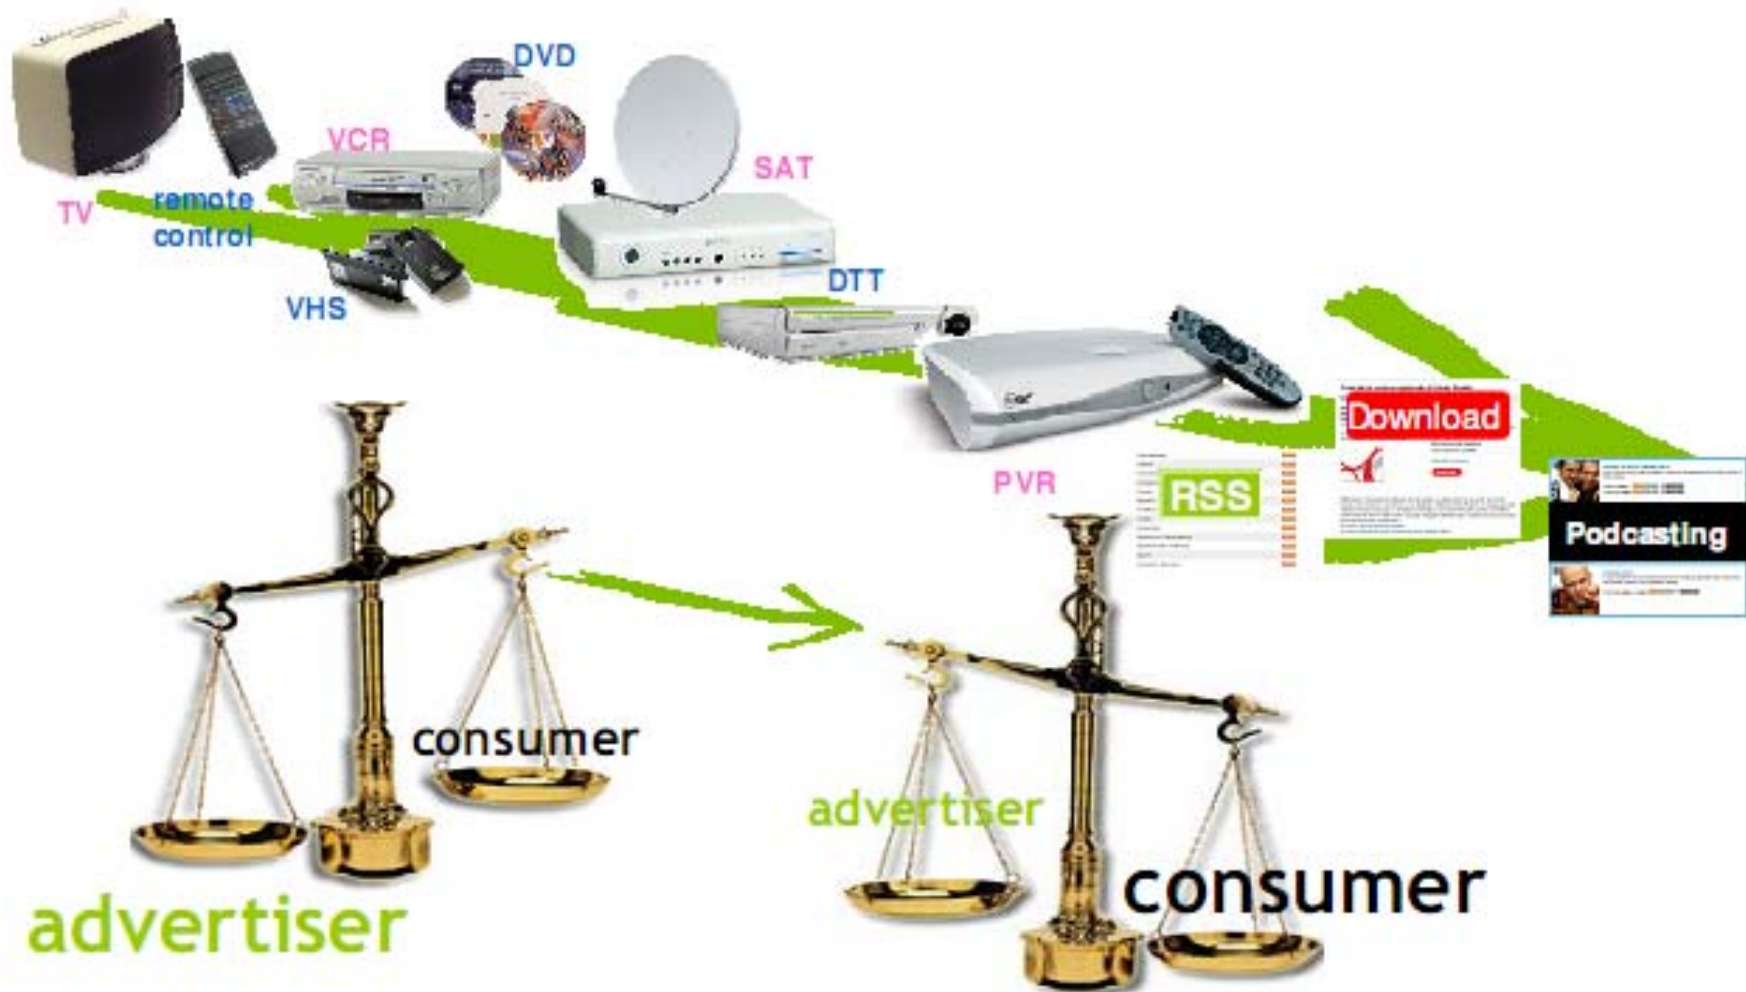 DVD
VCR
SAT
TV
remote
control
DTT
VHS
Download
PVR
RSS
Podcasting
consumer
advertiser
advertiser
consumer